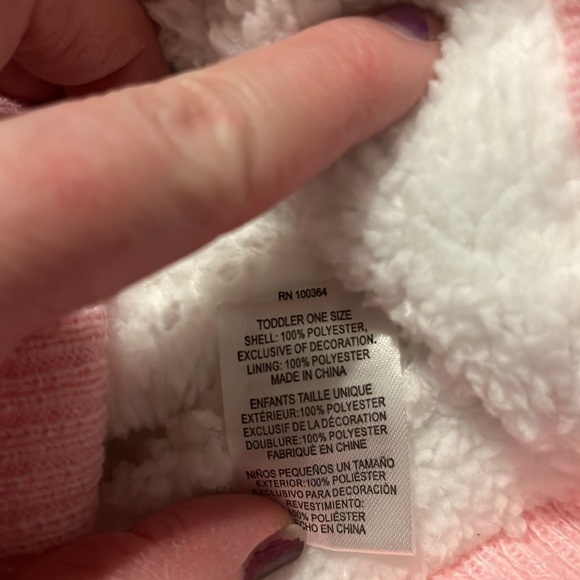 RN 100364
TODDLER ONE SIZE
SHELL: 100% POLYESTER,
EXCLUSIVE OF DECORATION.
LINING: 100% POLYESTER
MADE IN CHINA
ENFANTS TAILLE UNIQUE
EXTÉRIEUR:100% POLYESTER
EXCLUSIF DE LA DÉCORATION
DOUBLURE: 100% POLYESTER
FABRIQUÉ EN CHINE
NIÑOS PEQUEÑOS UN TAMAÑO
EXTERIOR:100% POLIÉSTER
EXCLUSIVO PARA DECORACIÓN
REVESTIMIENTO:
100% POLIÉSTER
ECHO EN CHINA